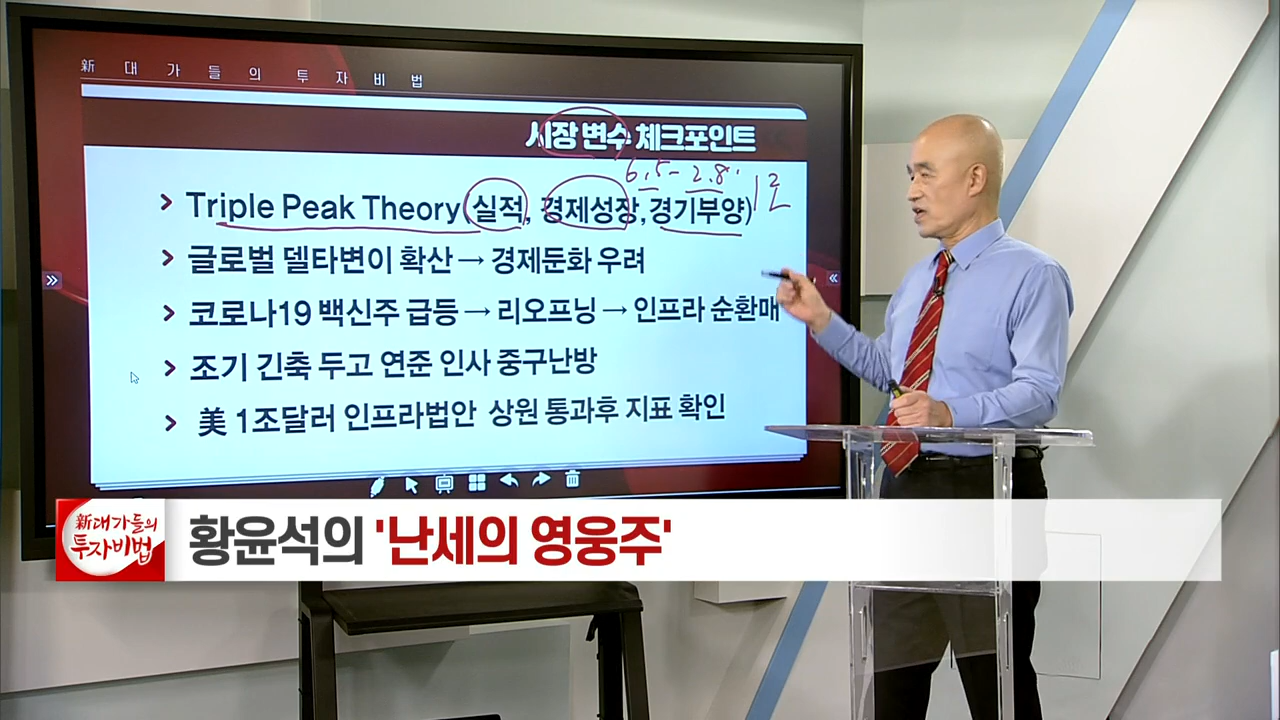 新 대 가 들 의 투 자 비 법
시장 변수 체크포인트
6.5 - 2.8
> Triple Peak Theory(실적, 경제성장,경기부양)
> 글로벌 델타변이 확산 → 경제둔화 우려
> 코로나19 백신주 급등 → 리오프닝 → 인프라 순환매
> 조기 긴축 두고 연준 인사 중구난방
> 美 1조달러 인프라법안 상원 통과후 지표 확인
新대가들의
투자비법
황윤석의 '난세의 영웅주'